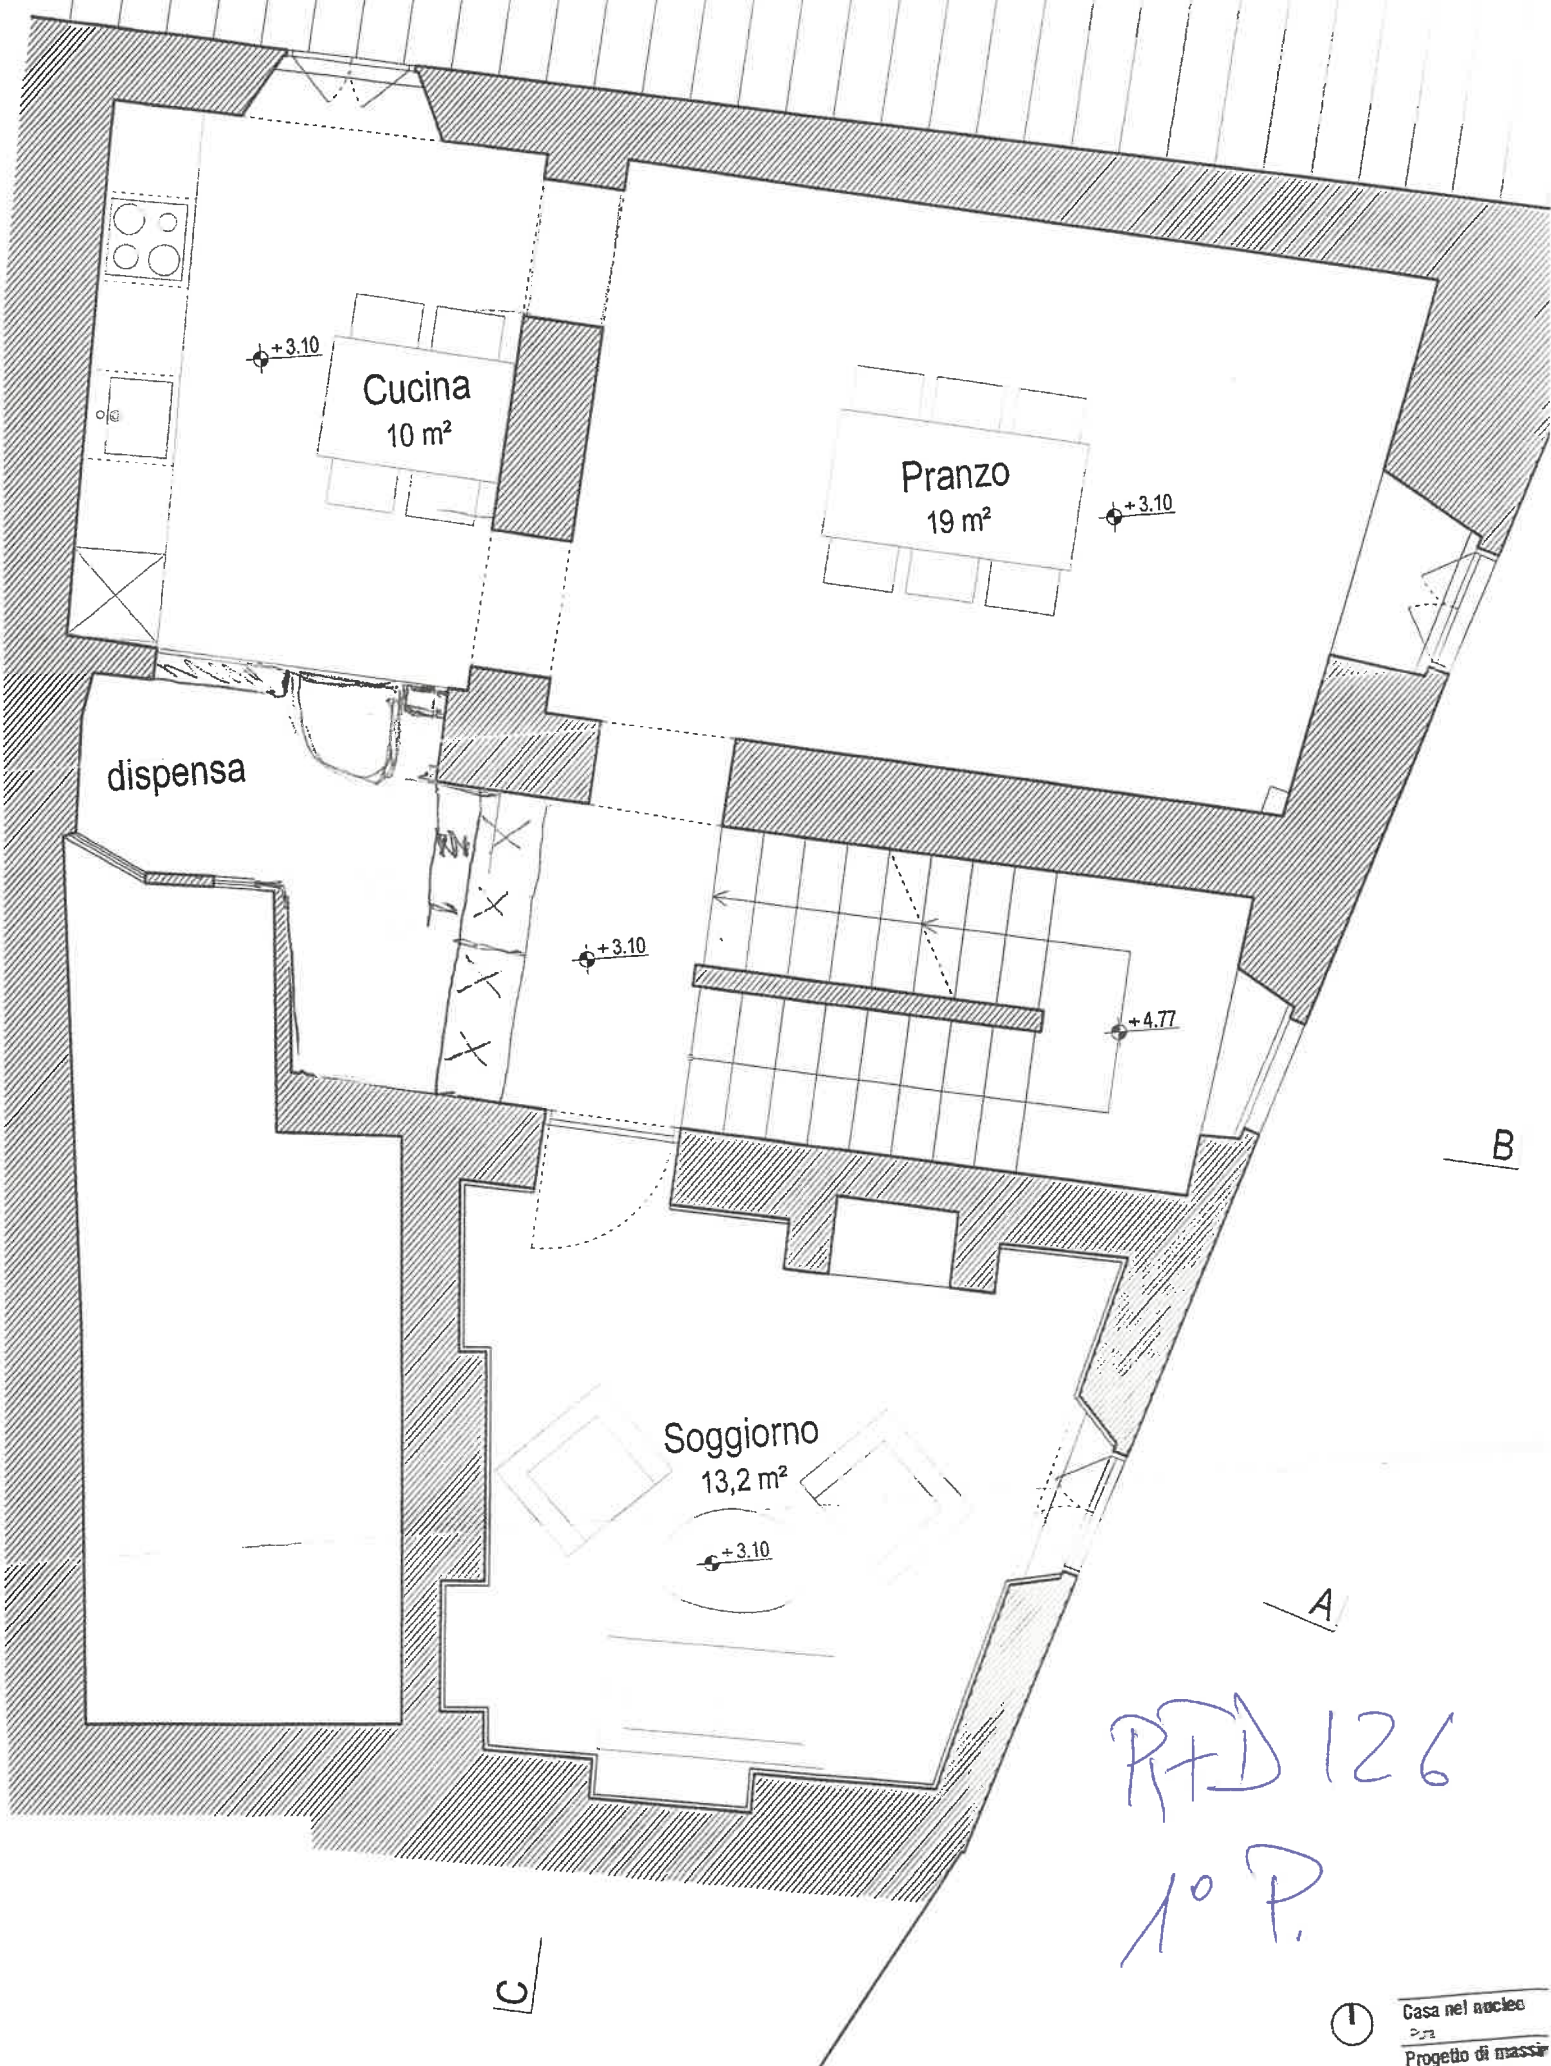 +3.10
Cucina
10 m²
Pranzo
19 m²
+3.10
dispensa
+3.10
+4.77
B
Soggiorno
13,2 m²
+3.10
A
126
1° P.
C
Casa nel nucleo
Progetto di massi